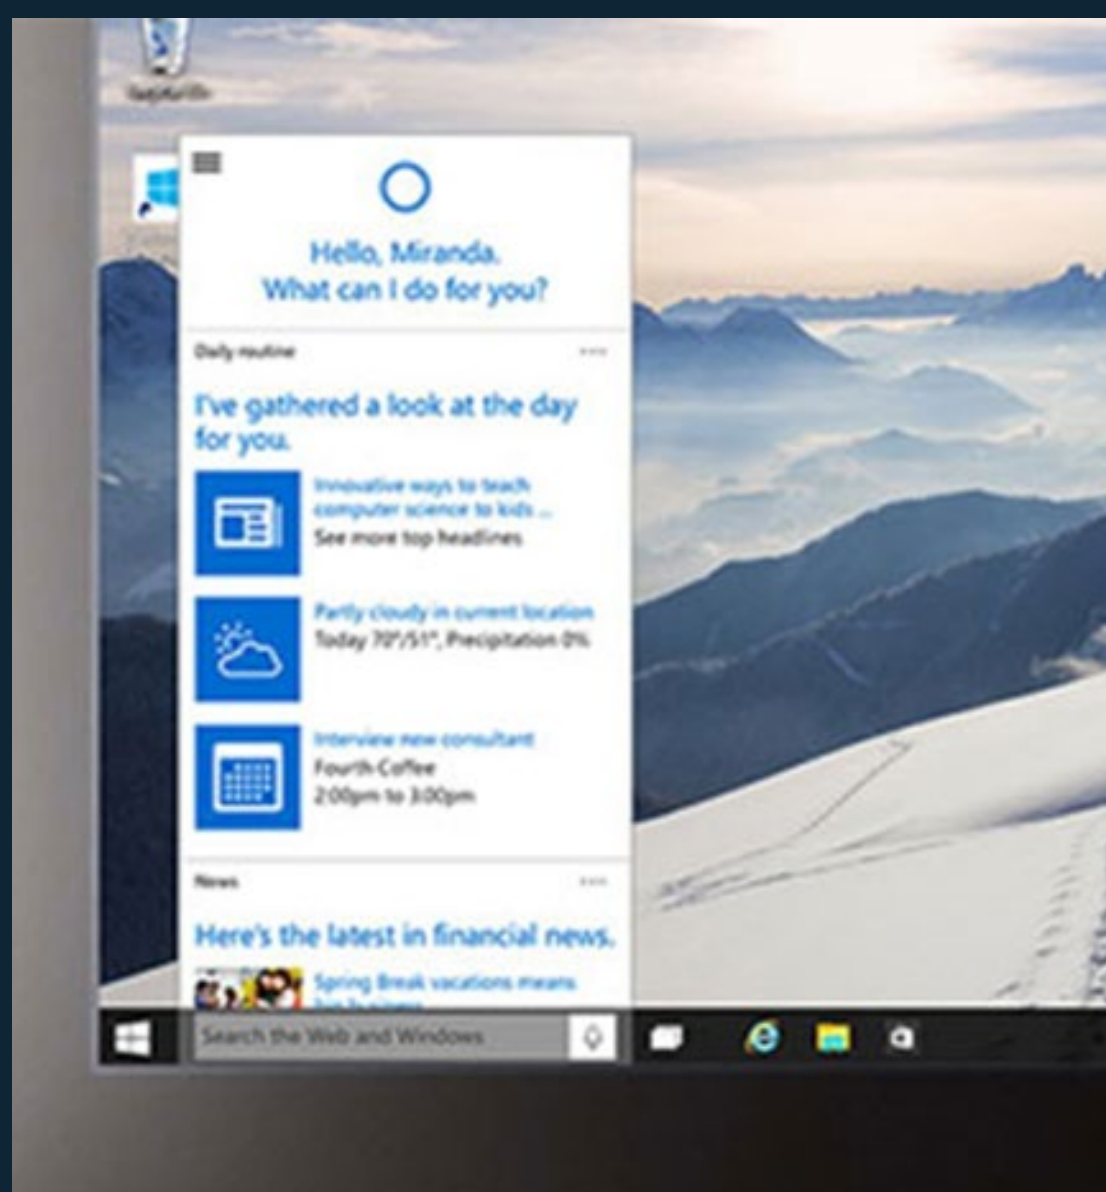 Hello, Miranda.
What can I do for you?
Daily routine
I've gathered a look at the day
for you.
Innovative ways to teach
computer science to kids ...
See more top headlines
Partly cloudy in current location
Today 70°/51°, Precipitation 0%
Interview new consultant
Fourth Coffee
2:00pm to 3:00pm
News
Here's the latest in financial news.
Spring Break vacations means
big business
Search the Web and Windows